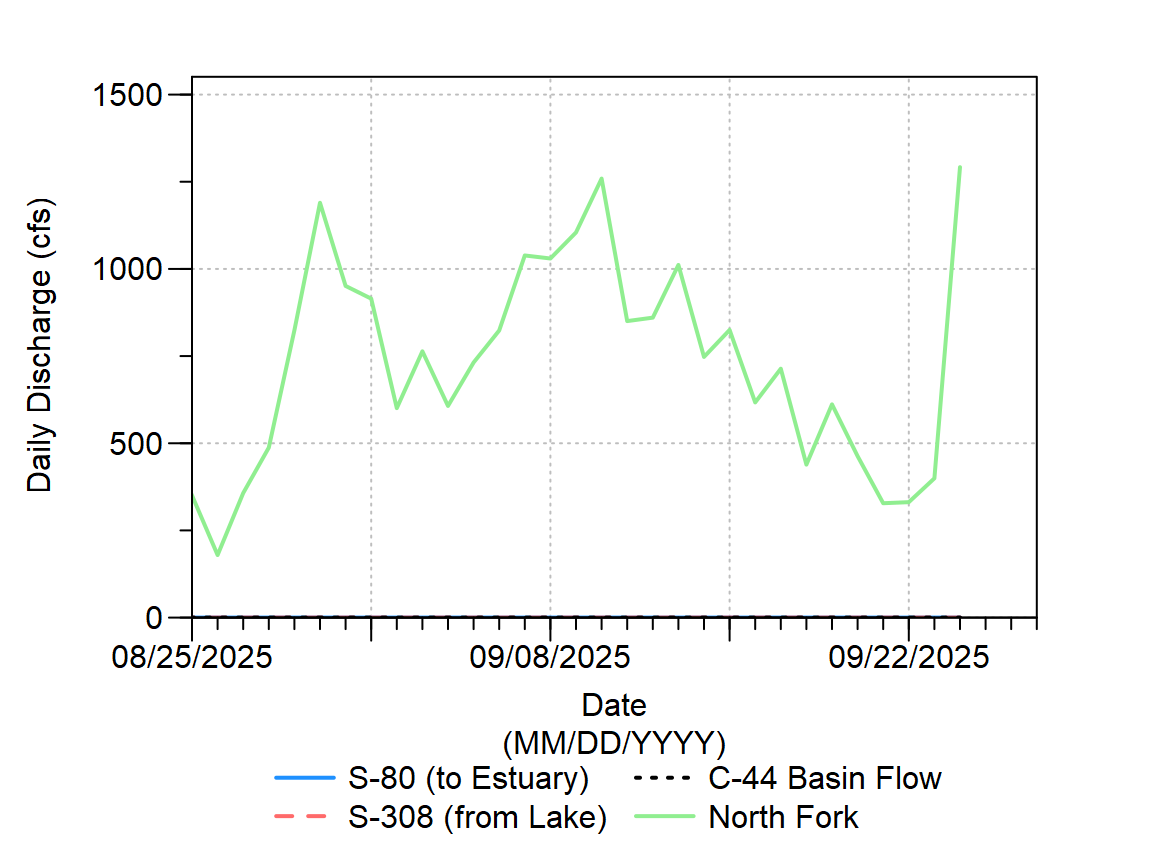 Daily Discharge (cfs)
1500
1000
500
0
08/25/2025 09/08/2025 09/22/2025
Date
(MM/DD/YYYY)
S-80 (to Estuary) C-44 Basin Flow
S-308 (from Lake) North Fork